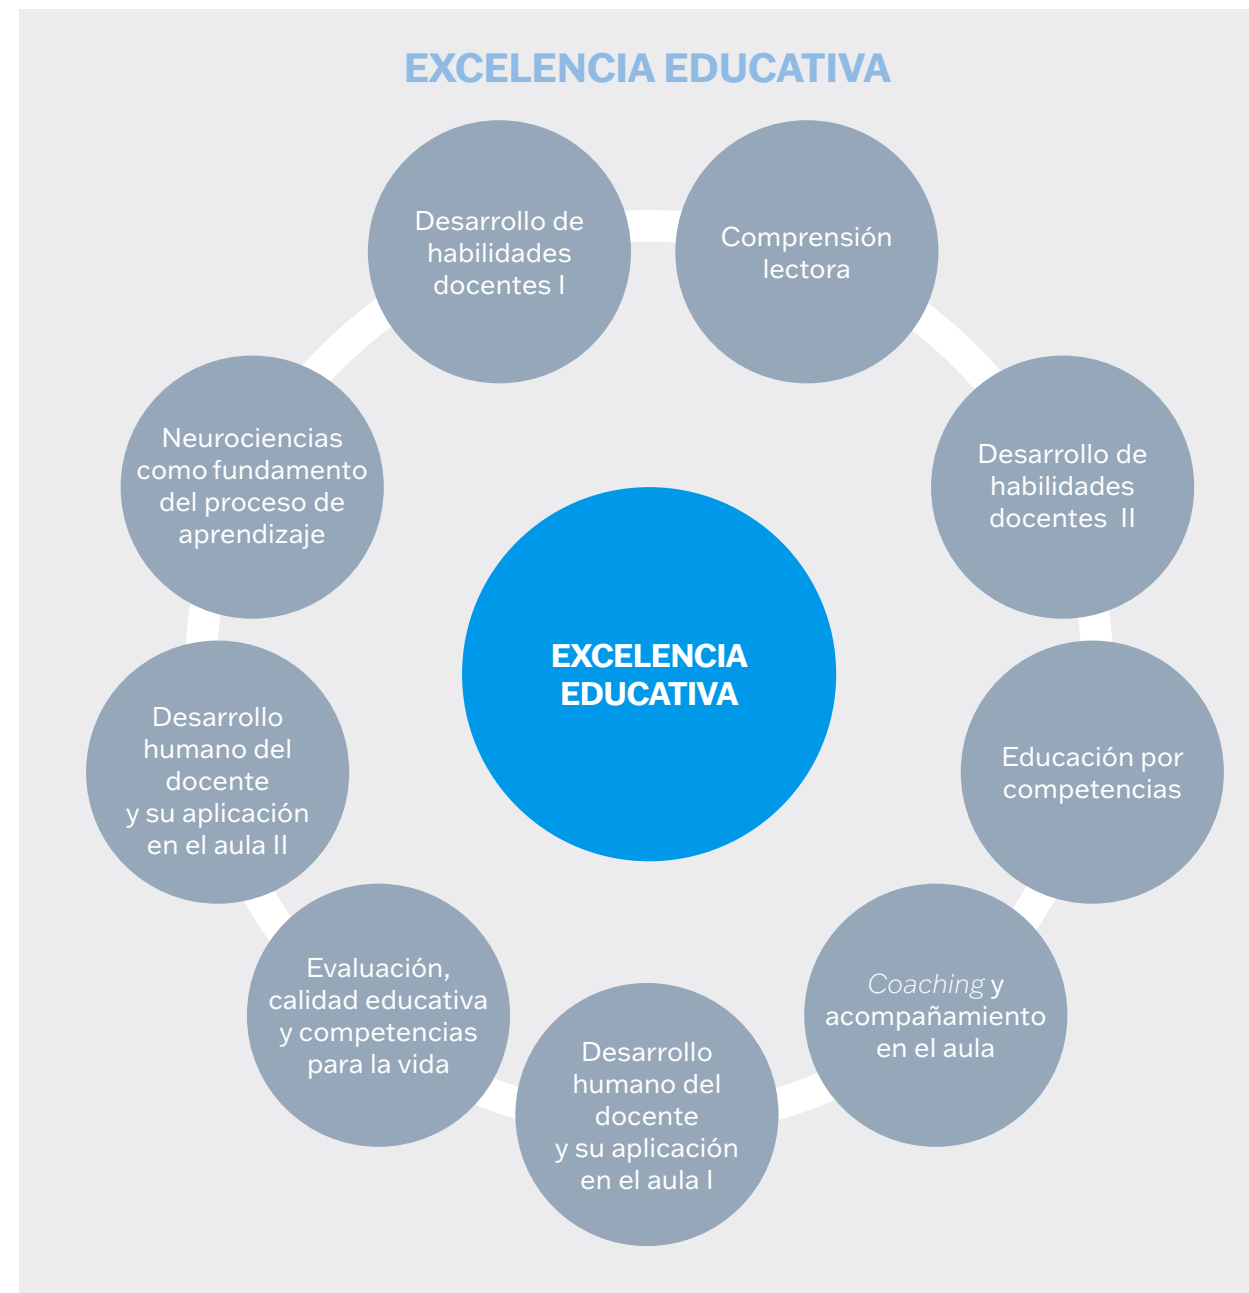 EXCELENCIA EDUCATIVA
Desarrollo de
habilidades
docentes I
Comprensión
lectora
Desarrollo de
habilidades
docentes II
Educación por
competencias
Coaching y
acompañamiento
en el aula
Desarrollo
humano del
docente
y su aplicación
en el aula I
Evaluación,
calidad educativa
y competencias
para la vida
Desarrollo
humano del
docente
y su aplicación
en el aula II
Neurociencias
como fundamento
del proceso de
aprendizaje
EXCELENCIA
EDUCATIVA